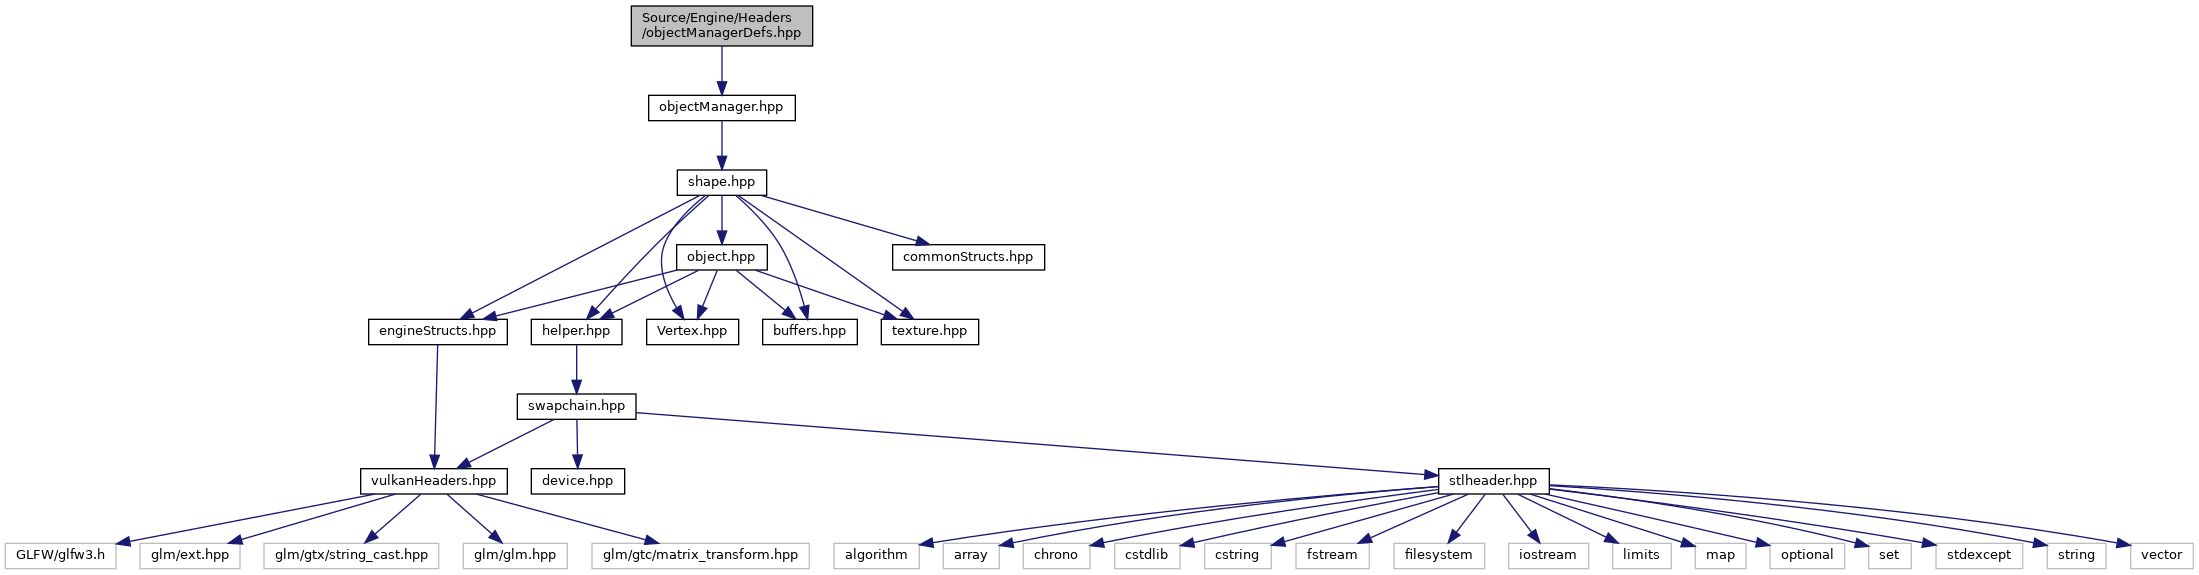 Source/Engine/Headers
/objectManagerDefs.hpp
objectManager.hpp
shape.hpp
object.hpp
commonStructs.hpp
engineStructs.hpp
helper.hpp
Vertex.hpp
buffers.hpp
texture.hpp
swapchain.hpp
vulkanHeaders.hpp
device.hpp
stlheader.hpp
GLFW/glfw3.h
glm/ext.hpp
glm/gtx/string_cast.hpp
glm/glm.hpp
glm/gtc/matrix_transform.hpp
algorithm
array
chrono
cstdlib
cstring
fstream
filesystem
iostream
limits
map
optional
set
stdexcept
string
vector